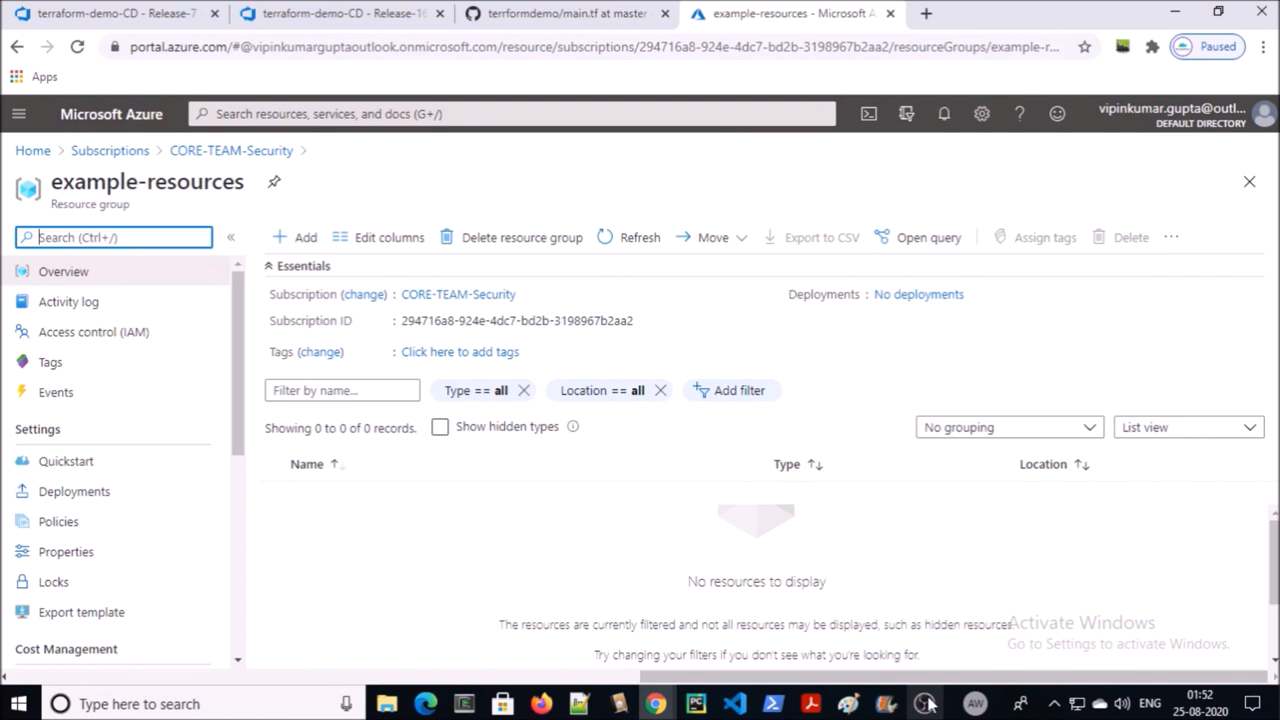 terraform-demo-CD - Release-7
terraform-demo-CD - Release-16
terrformdemo/main.tf at master
example-resources - Microsoft A
portal.azure.com/#@vipinkumarguptaoutlook.onmicrosoft.com/resource/subscriptions/294716a8-924e-4dc7-bd2b-3198967b2aa2/resourceGroups/example-r...
Paused
Apps
Microsoft Azure
Search resources, services, and docs (G+/)
vipinkumar.gupta@outl...
DEFAULT DIRECTORY
Home > Subscriptions > CORE-TEAM-Security >
example-resources
Resource group
Search (Ctrl+/)
«
Add
Edit columns
Delete resource group
Refresh
Move
Export to CSV
Open query
Assign tags
Delete
...
Essentials
Subscription (change) : CORE-TEAM-Security
Deployments : No deployments
Subscription ID : 294716a8-924e-4dc7-bd2b-3198967b2aa2
Tags (change) : Click here to add tags
Overview
Activity log
Access control (IAM)
Tags
Events
Settings
Quickstart
Deployments
Policies
Properties
Locks
Export template
Cost Management
Filter by name...
Type == all
Location == all
Add filter
Showing 0 to 0 of 0 records.
Show hidden types
No grouping
List view
Name
Type
Location
No resources to display
The resources are currently filtered and not all resources may be displayed, such as hidden resources
Try changing your filters if you don't see what you're looking for.
Activate Windows
Go to Settings to activate Windows.
Type here to search
AW
ENG
01:52
25-08-2020